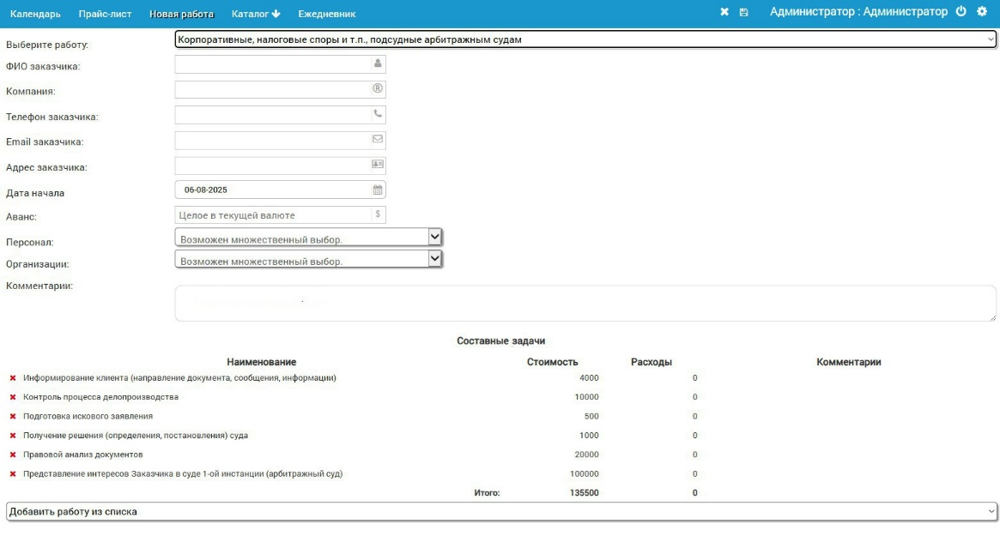 Календарь Прайс-лист Новая работа Каталог Ежедневник Администратор : Администратор
Выберите работу: Корпоративные, налоговые споры и т.п., подсудные арбитражным судам
ФИО заказчика:
Компания:
Телефон заказчика:
Email заказчика:
Адрес заказчика:
Дата начала 06-08-2025
Аванс: Целое в текущей валюте $
Персонал: Возможен множественный выбор.
Организации: Возможен множественный выбор.
Комментарии:
Составные задачи
Наименование Стоимость Расходы Комментарии
Информирование клиента (направление документа, сообщения, информации) 4000 0
Контроль процесса делопроизводства 10000 0
Подготовка искового заявления 500 0
Получение решения (определения, постановления) суда 1000 0
Правовой анализ документов 20000 0
Представление интересов Заказчика в суде 1-ой инстанции (арбитражный суд) 100000 0
Итого: 135500 0
Добавить работу из списка